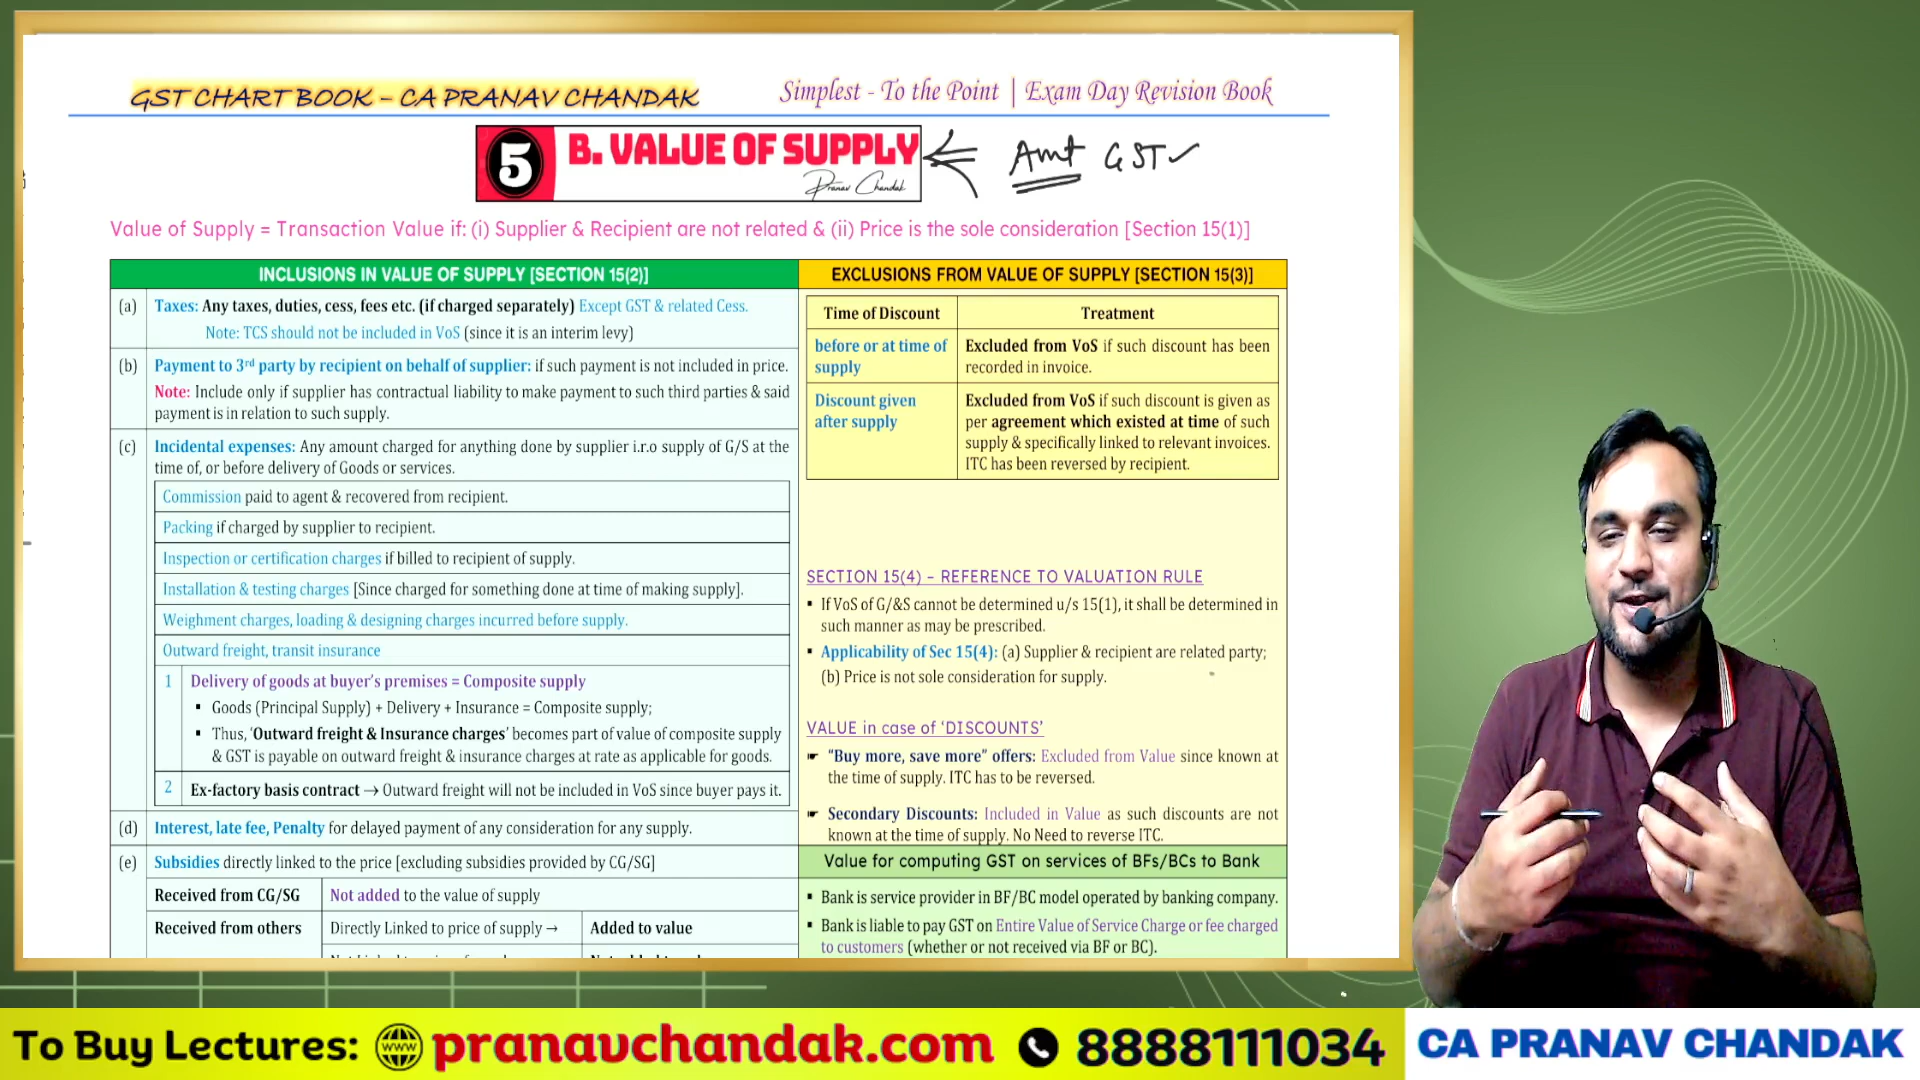 GST CHART BOOK – CA PRANAV CHANDAK
Simplest - To the Point | Exam Day Revision Book
5 B. VALUE OF SUPPLY
Pranav Chandak
Amt GST ✓
Value of Supply = Transaction Value if: (i) Supplier & Recipient are not related & (ii) Price is the sole consideration [Section 15(1)]
INCLUSIONS IN VALUE OF SUPPLY [SECTION 15(2)]
(a) Taxes: Any taxes, duties, cess, fees etc. (if charged separately) Except GST & related Cess.
Note: TCS should not be included in VoS (since it is an interim levy)
(b) Payment to 3rd party by recipient on behalf of supplier: if such payment is not included in price.
Note: Include only if supplier has contractual liability to make payment to such third parties & said
payment is in relation to such supply.
(c) Incidental expenses: Any amount charged for anything done by supplier i.r.o supply of G/S at the
time of, or before delivery of Goods or services.
Commission paid to agent & recovered from recipient.
Packing if charged by supplier to recipient.
Inspection or certification charges if billed to recipient of supply.
Installation & testing charges [Since charged for something done at time of making supply].
Weighment charges, loading & designing charges incurred before supply.
Outward freight, transit insurance
1 Delivery of goods at buyer's premises = Composite supply
▪ Goods (Principal Supply) + Delivery + Insurance = Composite supply;
▪ Thus, 'Outward freight & Insurance charges' becomes part of value of composite supply
& GST is payable on outward freight & insurance charges at rate as applicable for goods.
2 Ex-factory basis contract → Outward freight will not be included in VoS since buyer pays it.
(d) Interest, late fee, Penalty for delayed payment of any consideration for any supply.
(e) Subsidies directly linked to the price [excluding subsidies provided by CG/SG]
Received from CG/SG Not added to the value of supply
Received from others Directly Linked to price of supply → Added to value
EXCLUSIONS FROM VALUE OF SUPPLY [SECTION 15(3)]
Time of Discount Treatment
before or at time of
supply
Excluded from VoS if such discount has been
recorded in invoice.
Discount given
after supply
Excluded from VoS if such discount is given as
per agreement which existed at time of such
supply & specifically linked to relevant invoices.
ITC has been reversed by recipient.
SECTION 15(4) – REFERENCE TO VALUATION RULE
▪ If VoS of G/&S cannot be determined u/s 15(1), it shall be determined in
such manner as may be prescribed.
▪ Applicability of Sec 15(4): (a) Supplier & recipient are related party;
(b) Price is not sole consideration for supply.
VALUE in case of 'DISCOUNTS'
☛ "Buy more, save more" offers: Excluded from Value since known at
the time of supply. ITC has to be reversed.
☛ Secondary Discounts: Included in Value as such discounts are not
known at the time of supply. No Need to reverse ITC.
Value for computing GST on services of BFs/BCs to Bank
▪ Bank is service provider in BF/BC model operated by banking company.
▪ Bank is liable to pay GST on Entire Value of Service Charge or fee charged
to customers (whether or not received via BF or BC).
To Buy Lectures: www pranavchandak.com 8888111034 CA PRANAV CHANDAK